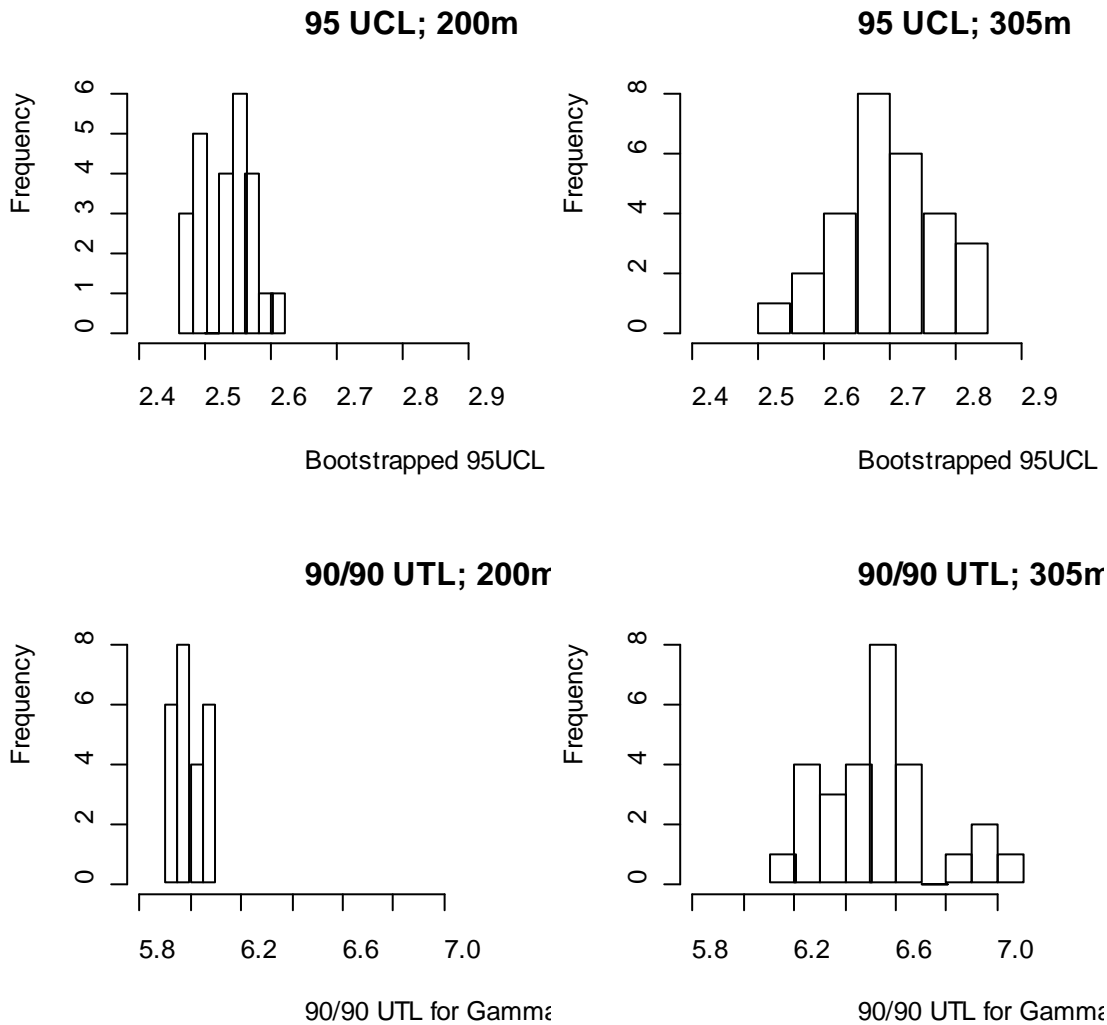 95 UCL; 200m
Frequency
6
5
4
3
2
1
0
2.4 2.5 2.6 2.7 2.8 2.9
Bootstrapped 95UCL
95 UCL; 305m
Frequency
8
6
4
2
0
2.4 2.5 2.6 2.7 2.8 2.9
Bootstrapped 95UCL
90/90 UTL; 200m
Frequency
8
6
4
2
0
5.8 6.2 6.6 7.0
90/90 UTL for Gamma
90/90 UTL; 305m
Frequency
8
6
4
2
0
5.8 6.2 6.6 7.0
90/90 UTL for Gamma